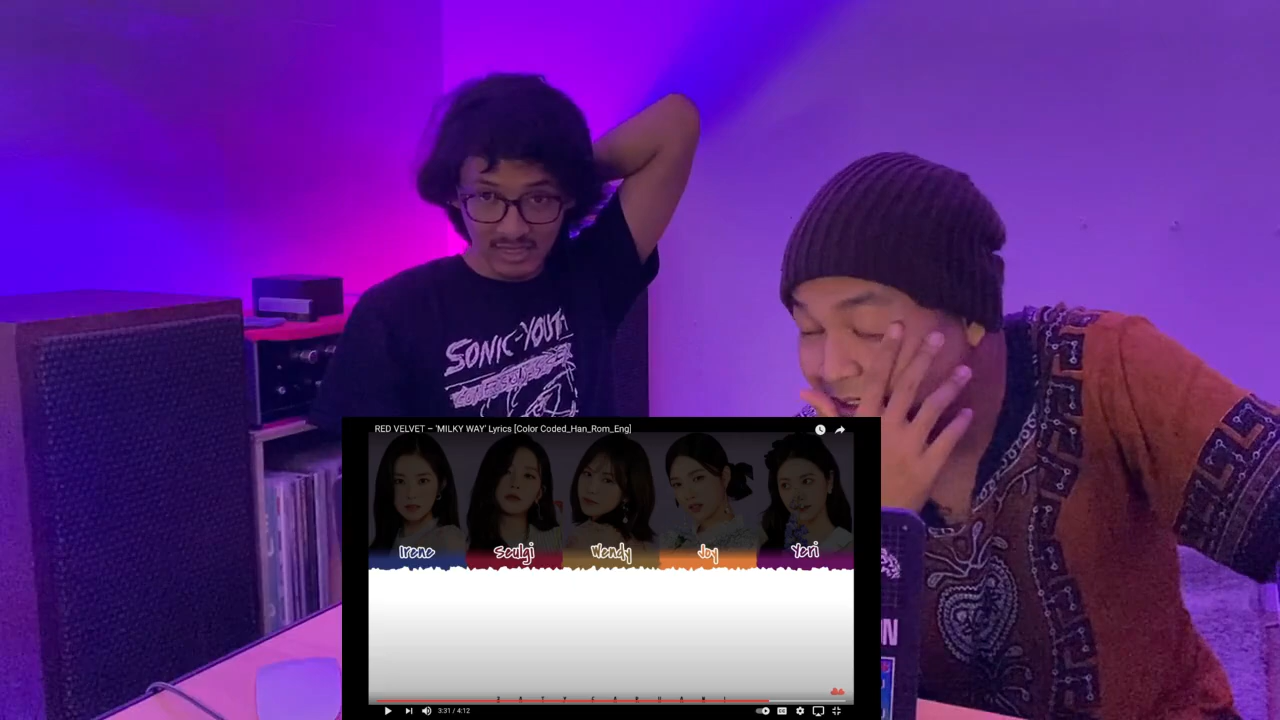 SONIC-YOUTH
RED VELVET – 'MILKY WAY' Lyrics [Color Coded_Han_Rom_Eng]
Irene
Seulgi
Wendy
Joy
Yeri
3:31 / 4:12